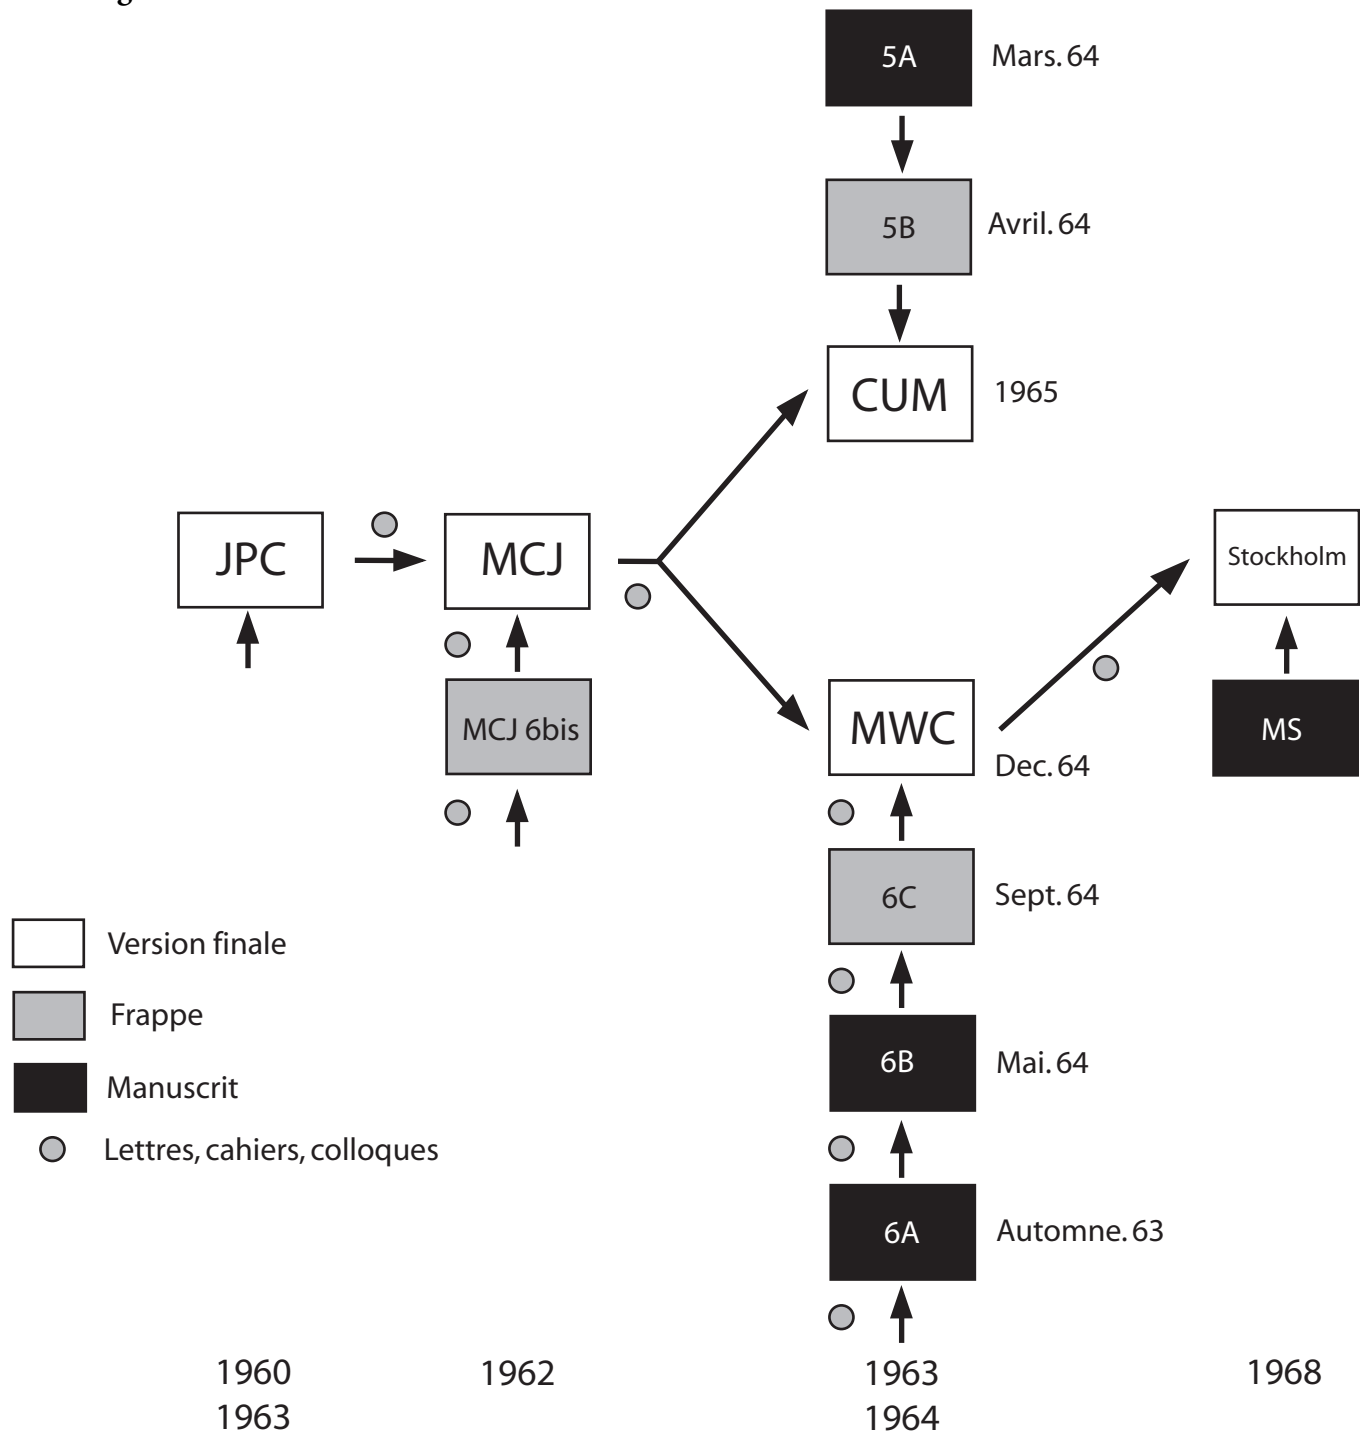 5A Mars. 64
5B Avril. 64
CUM 1965
JPC MCJ Stockholm
MCJ 6bis MWC MS
Dec. 64
6C Sept. 64
Version finale
Frappe
6B Mai. 64
Manuscrit
Lettres, cahiers, colloques
6A Automne. 63
1960 1962 1963 1968
1963 1964